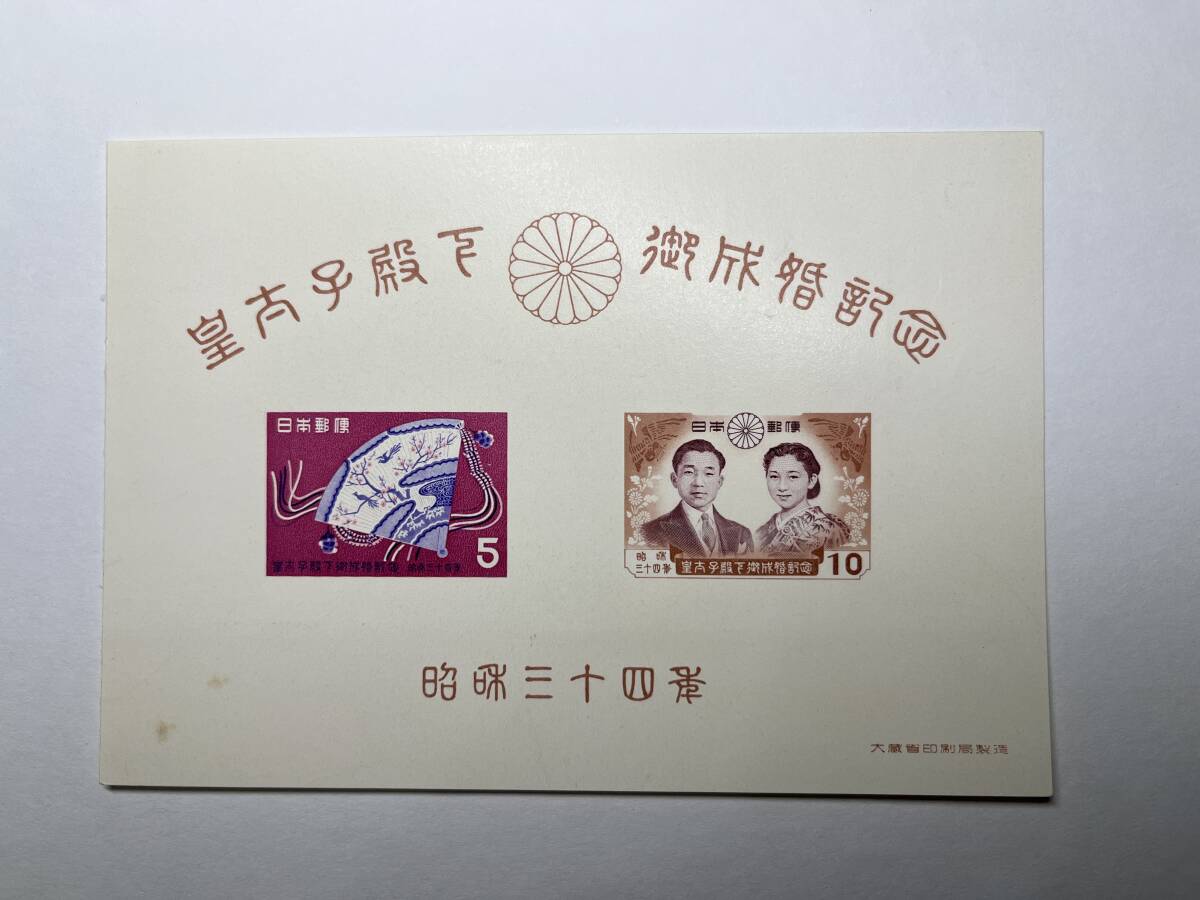 皇太子殿下 御成婚記念
日本郵便
5
皇太子殿下御成婚記念 昭和三十四年
日本 郵便
昭和
三十四年
皇太子殿下御成婚記念
10
昭和三十四年
大蔵省印刷局製造